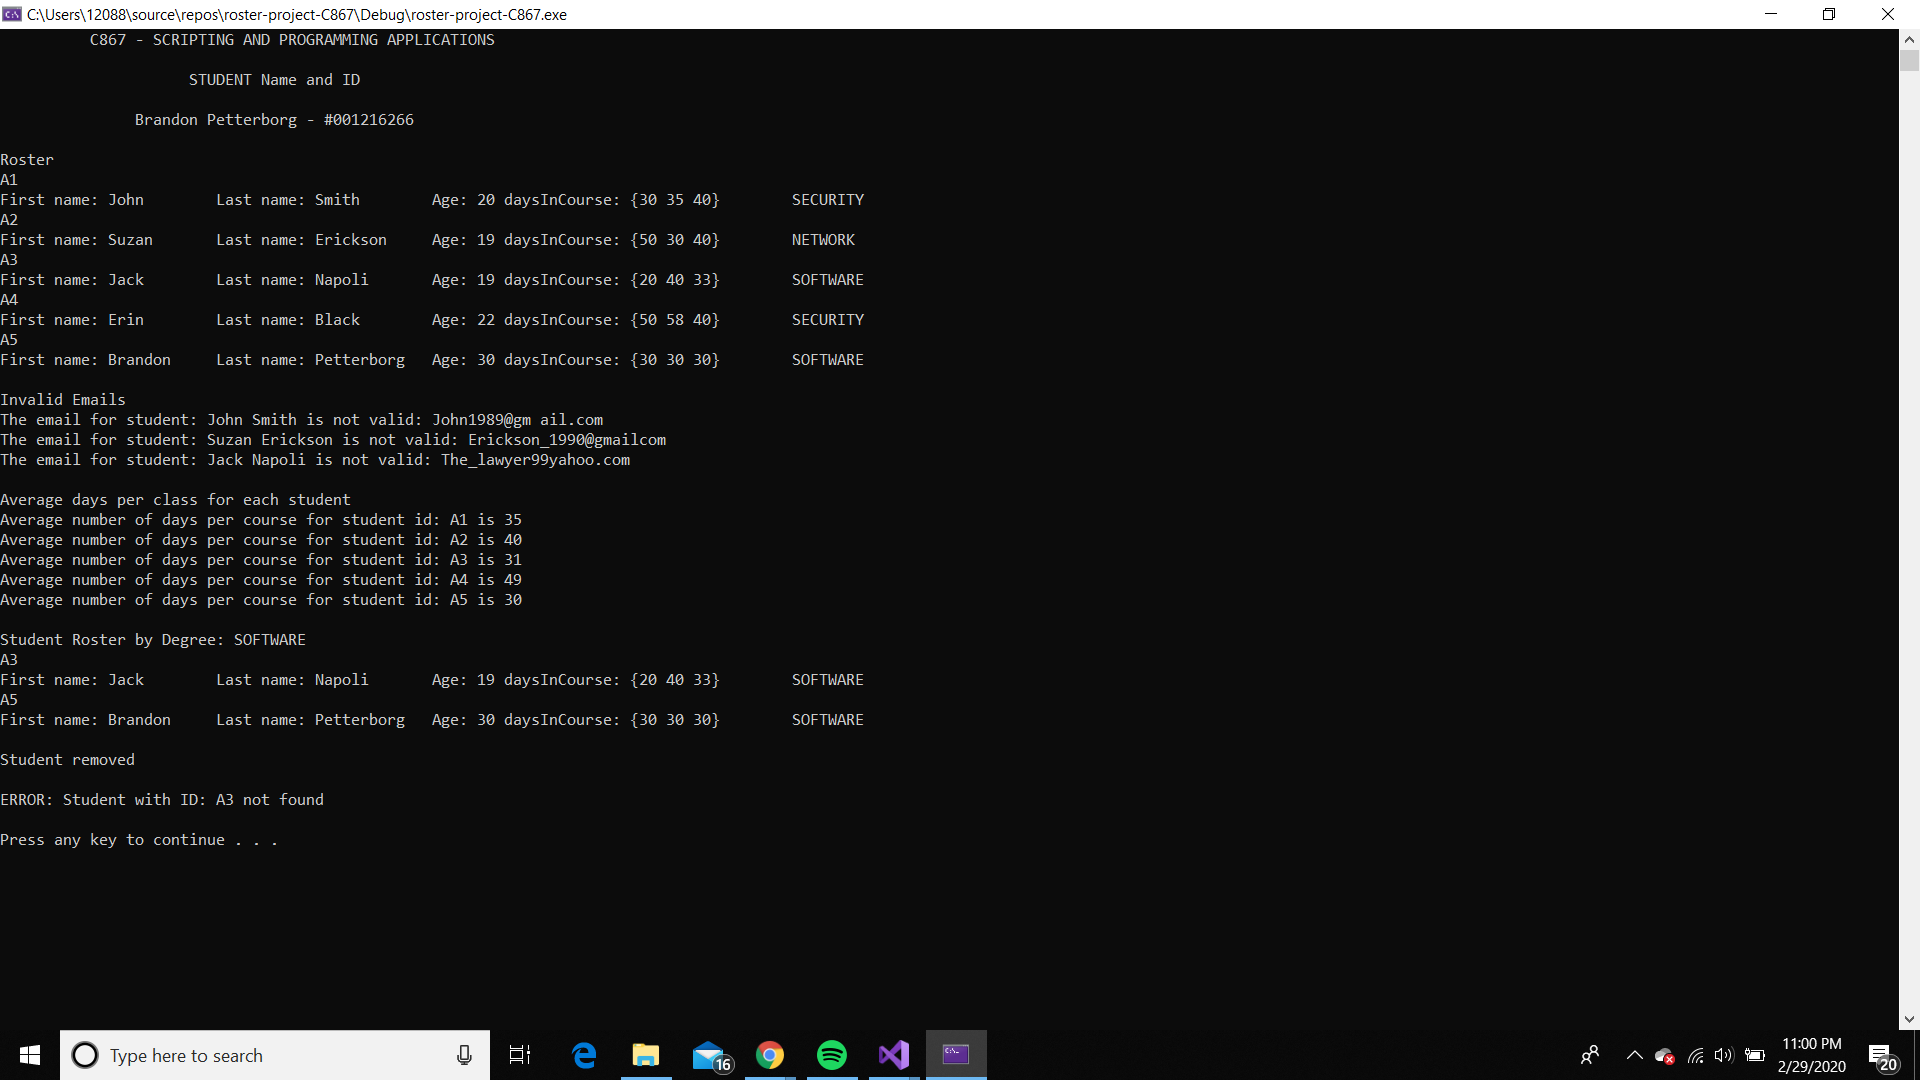 C:\Users\12088\source\repos\roster-project-C867\Debug\roster-project-C867.exe
C867 - SCRIPTING AND PROGRAMMING APPLICATIONS
STUDENT Name and ID
Brandon Petterborg - #001216266
Roster
A1
First name: John Last name: Smith Age: 20 daysInCourse: {30 35 40} SECURITY
A2
First name: Suzan Last name: Erickson Age: 19 daysInCourse: {50 30 40} NETWORK
A3
First name: Jack Last name: Napoli Age: 19 daysInCourse: {20 40 33} SOFTWARE
A4
First name: Erin Last name: Black Age: 22 daysInCourse: {50 58 40} SECURITY
A5
First name: Brandon Last name: Petterborg Age: 30 daysInCourse: {30 30 30} SOFTWARE
Invalid Emails
The email for student: John Smith is not valid: John1989@gm ail.com
The email for student: Suzan Erickson is not valid: Erickson_1990@gmailcom
The email for student: Jack Napoli is not valid: The_lawyer99yahoo.com
Average days per class for each student
Average number of days per course for student id: A1 is 35
Average number of days per course for student id: A2 is 40
Average number of days per course for student id: A3 is 31
Average number of days per course for student id: A4 is 49
Average number of days per course for student id: A5 is 30
Student Roster by Degree: SOFTWARE
A3
First name: Jack Last name: Napoli Age: 19 daysInCourse: {20 40 33} SOFTWARE
A5
First name: Brandon Last name: Petterborg Age: 30 daysInCourse: {30 30 30} SOFTWARE
Student removed
ERROR: Student with ID: A3 not found
Press any key to continue . . .
Type here to search
16
11:00 PM
2/29/2020
20